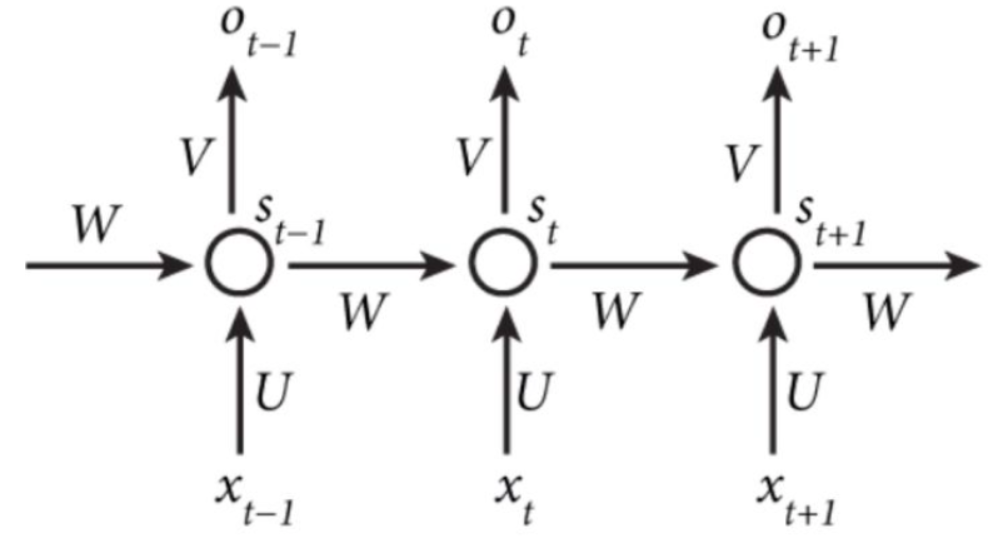 o_{t-1} o_t o_{t+1}
V V V
W s_{t-1} s_t s_{t+1}
W W W
U U U
x_{t-1} x_t x_{t+1}